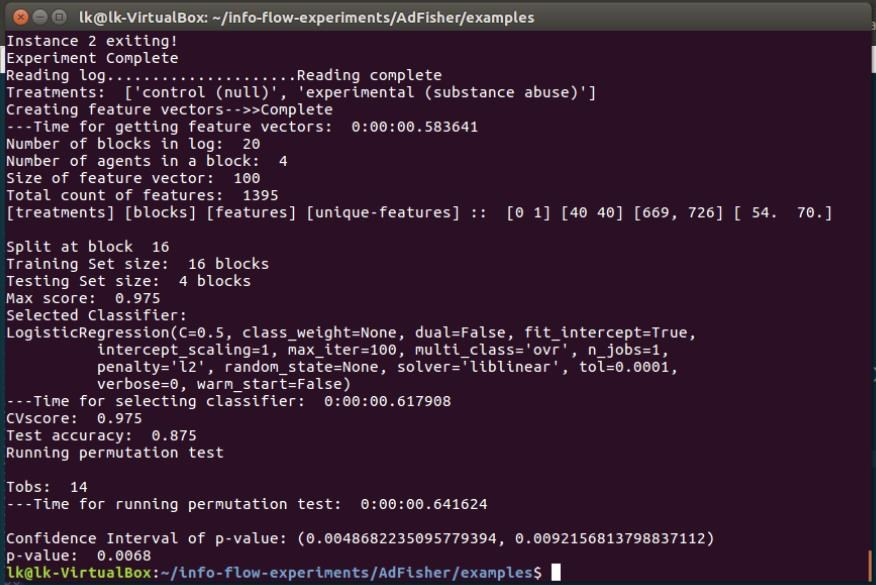 lk@lk-VirtualBox: ~/info-flow-experiments/AdFisher/examples
Instance 2 exiting!
Experiment Complete
Reading log.....................Reading complete
Treatments:  ['control (null)', 'experimental (substance abuse)']
Creating feature vectors-->>Complete
---Time for getting feature vectors:  0:00:00.583641
Number of blocks in log:  20
Number of agents in a block:  4
Size of feature vector:  100
Total count of features:  1395
[treatments] [blocks] [features] [unique-features] ::  [0 1] [40 40] [669, 726] [ 54.  70.]

Split at block  16
Training Set size:  16 blocks
Testing Set size:  4 blocks
Max score:  0.975
Selected Classifier:
LogisticRegression(C=0.5, class_weight=None, dual=False, fit_intercept=True,
          intercept_scaling=1, max_iter=100, multi_class='ovr', n_jobs=1,
          penalty='l2', random_state=None, solver='liblinear', tol=0.0001,
          verbose=0, warm_start=False)
---Time for selecting classifier:  0:00:00.617908
CVscore:  0.975
Test accuracy:  0.875
Running permutation test

Tobs:  14
---Time for running permutation test:  0:00:00.641624

Confidence Interval of p-value: (0.0048682235095779394, 0.0092156813798837112)
p-value:  0.0068
lk@lk-VirtualBox:~/info-flow-experiments/AdFisher/examples$